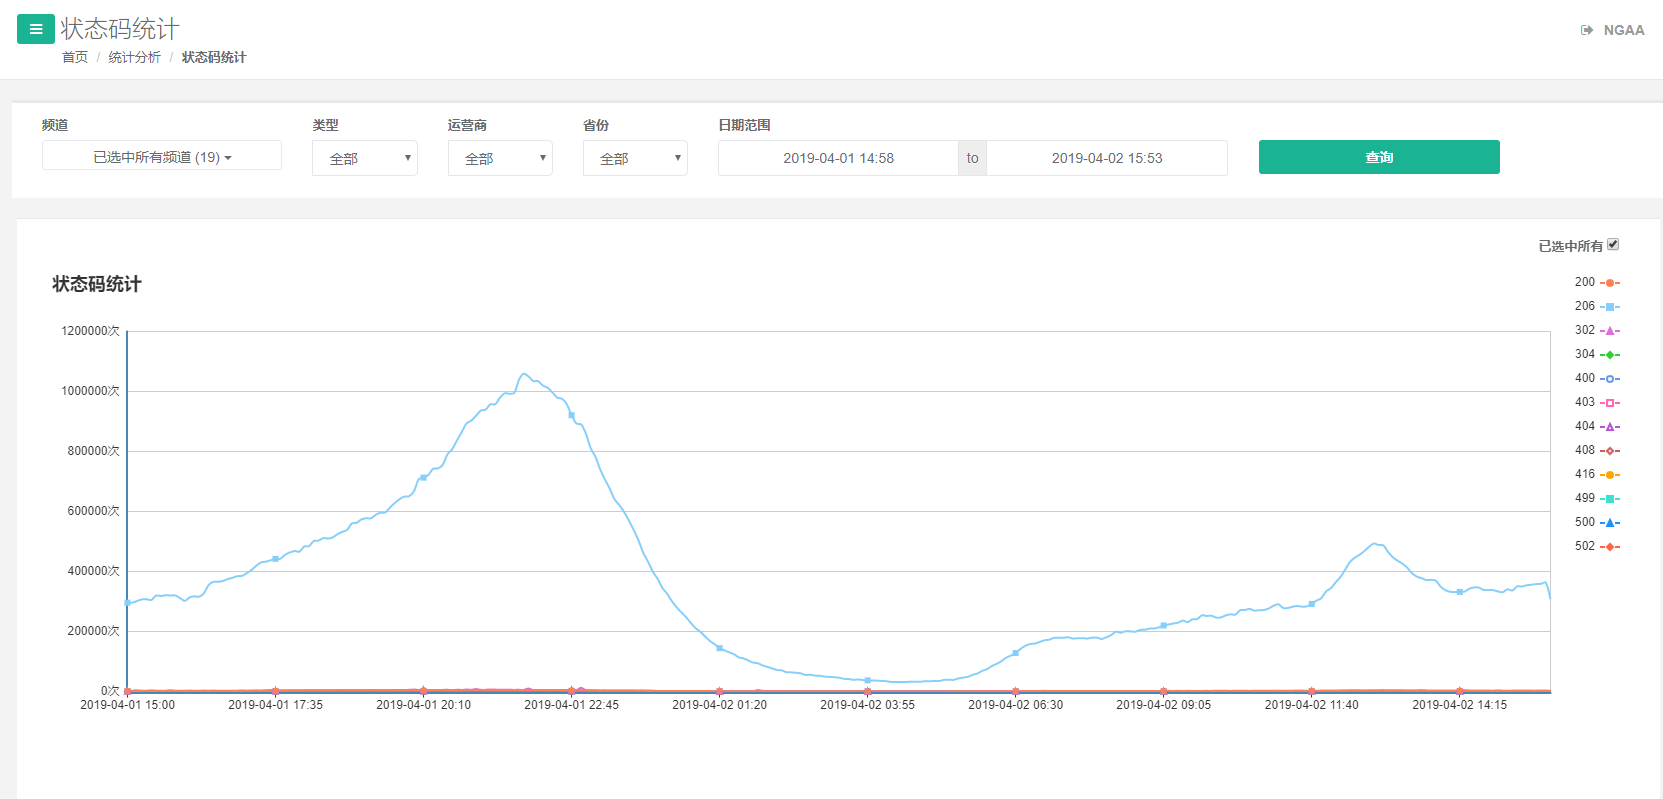 状态码统计
NGAA
首页 / 统计分析 / 状态码统计
频道
类型
运营商
省份
日期范围
已选中所有频道 (19)
全部
全部
全部
2019-04-01 14:58
to
2019-04-02 15:53
查询
已选中所有
状态码统计
200
206
302
304
400
403
404
408
416
499
500
502
1200000次
1000000次
800000次
600000次
400000次
200000次
0次
2019-04-01 15:00
2019-04-01 17:35
2019-04-01 20:10
2019-04-01 22:45
2019-04-02 01:20
2019-04-02 03:55
2019-04-02 06:30
2019-04-02 09:05
2019-04-02 11:40
2019-04-02 14:15